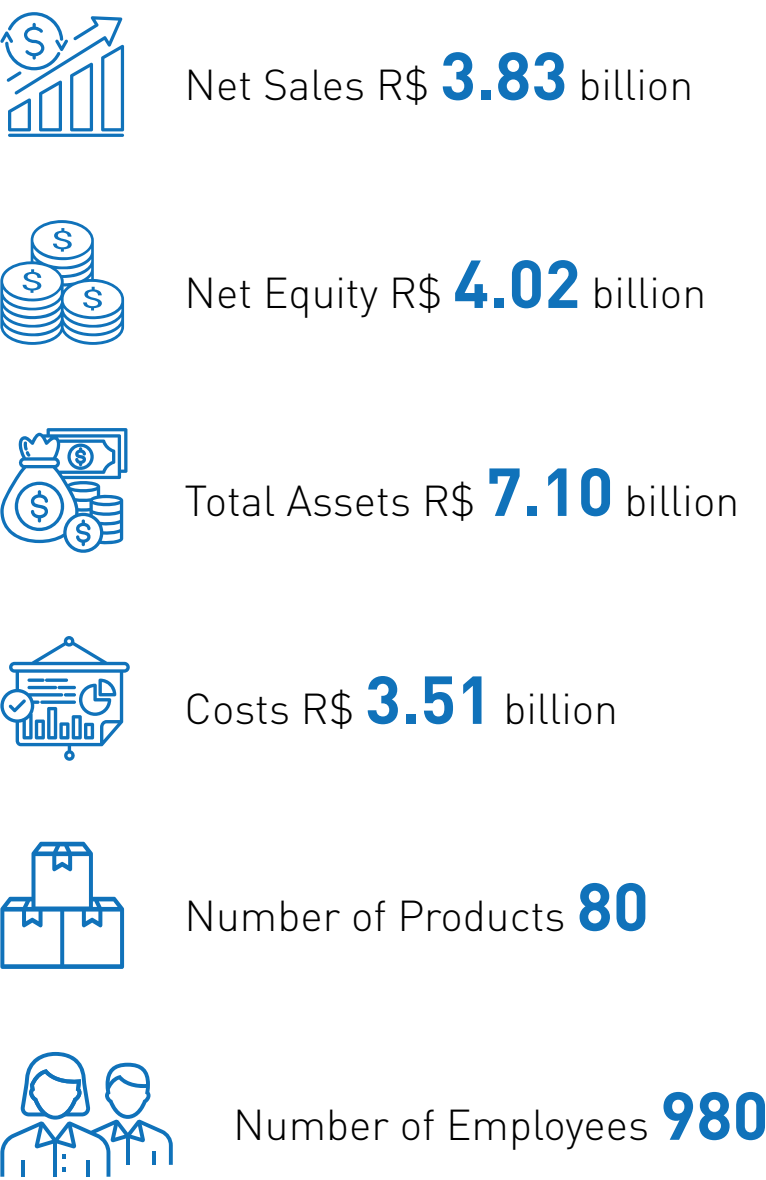 Net Sales R$ 3.83 billion
Net Equity R$ 4.02 billion
Total Assets R$ 7.10 billion
Costs R$ 3.51 billion
Number of Products 80
Number of Employees 980